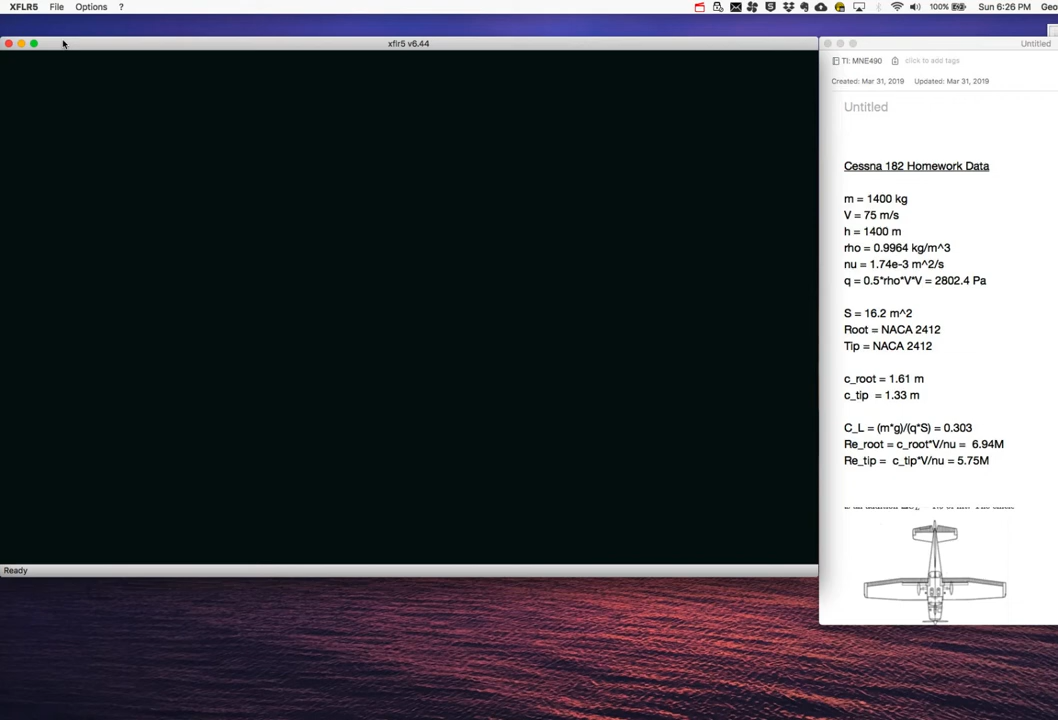 XFLR5 File Options ? 100% Sun 6:26 PM Geo
xflr5 v6.44
Untitled
TI: MNE490 click to add tags
Created: Mar 31, 2019 Updated: Mar 31, 2019
Untitled
Cessna 182 Homework Data
m = 1400 kg
V = 75 m/s
h = 1400 m
rho = 0.9964 kg/m^3
nu = 1.74e-3 m^2/s
q = 0.5*rho*V*V = 2802.4 Pa
S = 16.2 m^2
Root = NACA 2412
Tip = NACA 2412
c_root = 1.61 m
c_tip = 1.33 m
C_L = (m*g)/(q*S) = 0.303
Re_root = c_root*V/nu = 6.94M
Re_tip = c_tip*V/nu = 5.75M
Ready